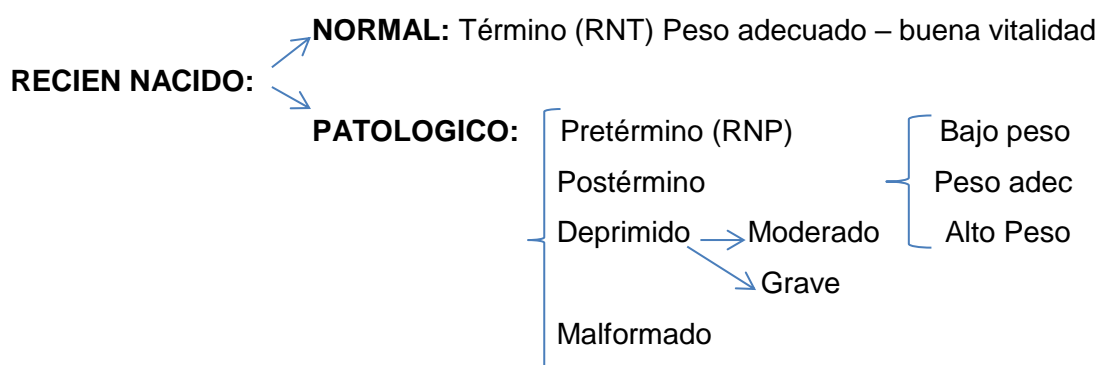 NORMAL: Término (RNT) Peso adecuado – buena vitalidad
RECIEN NACIDO:
PATOLOGICO: Pretérmino (RNP) Bajo peso
Postérmino Peso adec
Deprimido Moderado Alto Peso
Grave
Malformado